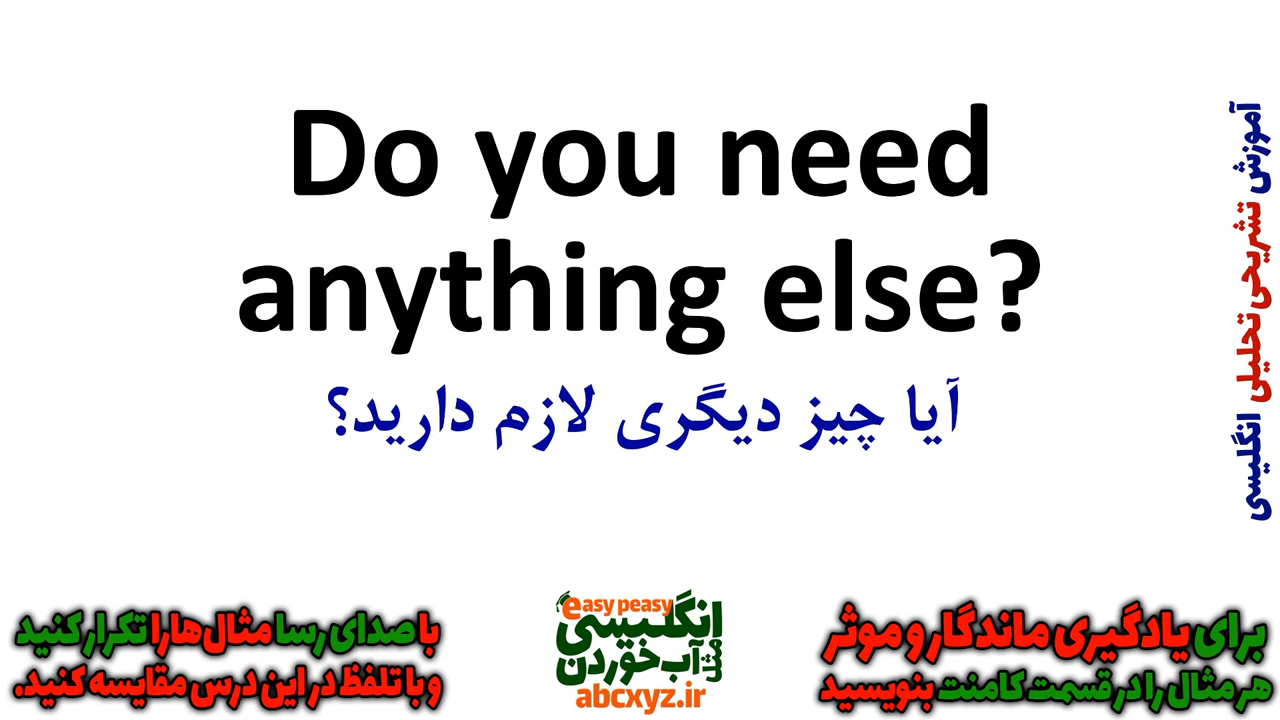 Do you need
anything else?
آیا چیز دیگری لازم دارید؟
آموزش تشریحی تحلیلی انگلیسی
برای یادگیری ماندگار و موثر
هر مثال را در قسمت کامنت بنویسید
easy peasy
انگلیسی
مثل آب خوردن
abcxyz.ir
با صدای رسا مثال‌ها را تکرار کنید
و با تلفظ در این درس مقایسه کنید.